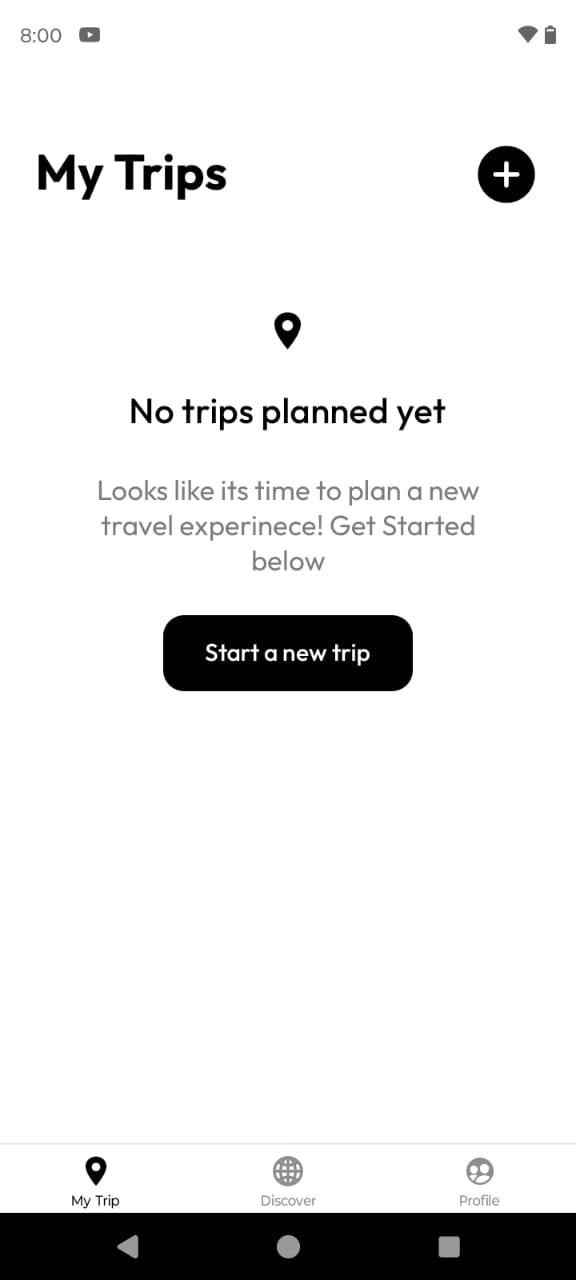 8:00
My Trips
No trips planned yet
Looks like its time to plan a new
travel experinece! Get Started
below
Start a new trip
My Trip
Discover
Profile